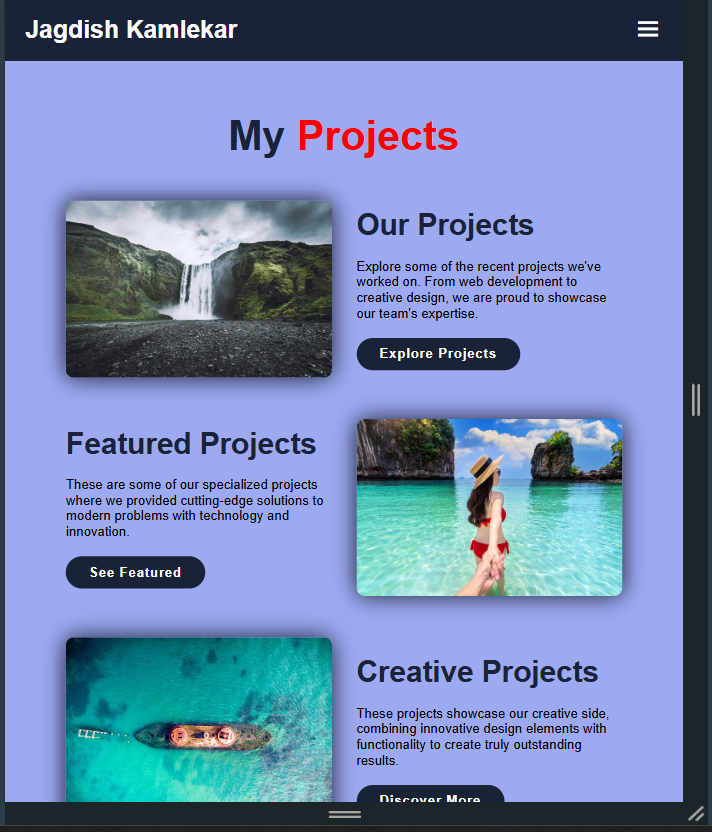 Jagdish Kamlekar
My Projects
Our Projects
Explore some of the recent projects we've
worked on. From web development to
creative design, we are proud to showcase
our team's expertise.
Explore Projects
Featured Projects
These are some of our specialized projects
where we provided cutting-edge solutions to
modern problems with technology and
innovation.
See Featured
Creative Projects
These projects showcase our creative side,
combining innovative design elements with
functionality to create truly outstanding
results.
Discover More